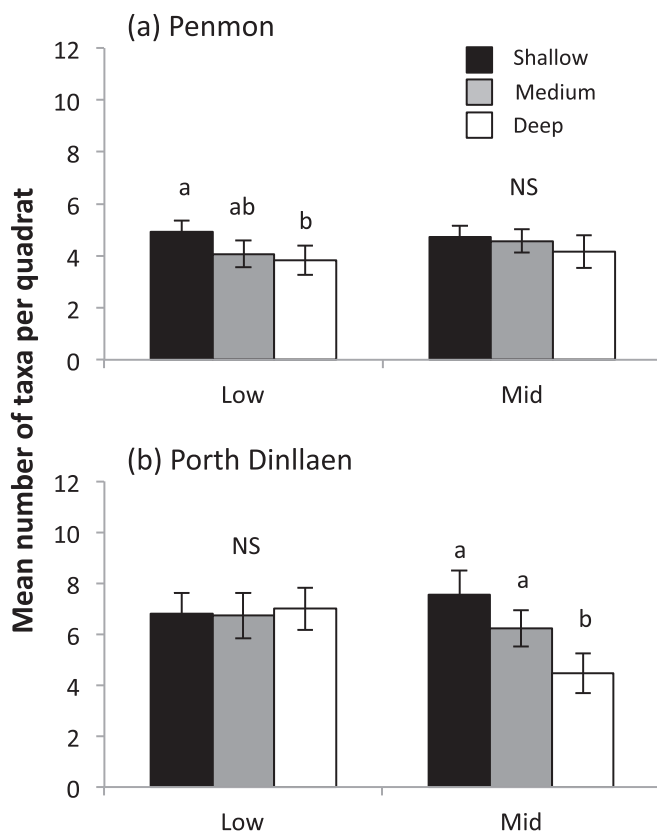 (a) Penmon
Mean number of taxa per quadrat
12
10
8
6
4
2
0
Shallow
Medium
Deep
a
ab
b
NS
Low
Mid
(b) Porth Dinllaen
12
10
8
6
4
2
0
NS
a
a
b
Low
Mid